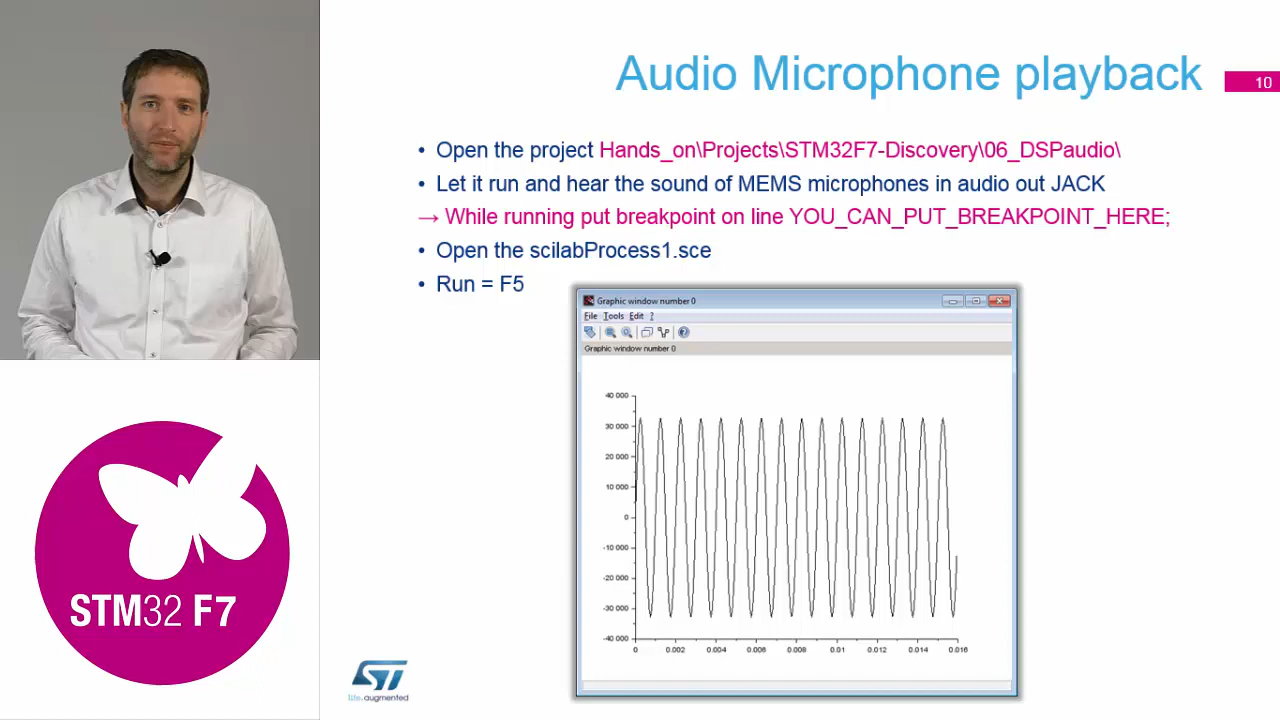 Audio Microphone playback
10
• Open the project Hands_on\Projects\STM32F7-Discovery\06_DSPaudio\
• Let it run and hear the sound of MEMS microphones in audio out JACK
→ While running put breakpoint on line YOU_CAN_PUT_BREAKPOINT_HERE;
• Open the scilabProcess1.sce
• Run = F5
Graphic window number 0
File Tools Edit ?
Graphic window number 0
40 000
30 000
20 000
10 000
0
-10 000
-20 000
-30 000
-40 000
0 0.002 0.004 0.006 0.008 0.01 0.012 0.014 0.016
STM32 F7
ST
life.augmented